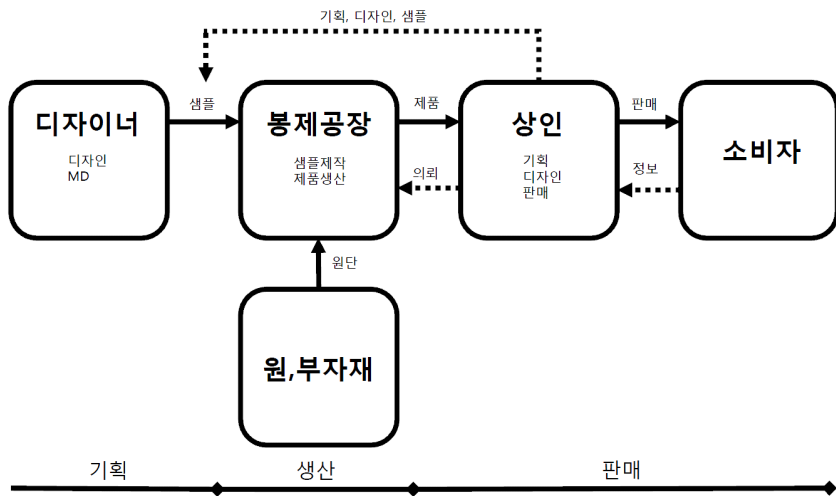 기획, 디자인, 샘플
디자이너
디자인
MD
샘플
봉제공장
샘플제작
제품생산
제품
의뢰
상인
기획
디자인
판매
판매
정보
소비자
원단
원,부자재
기획
생산
판매